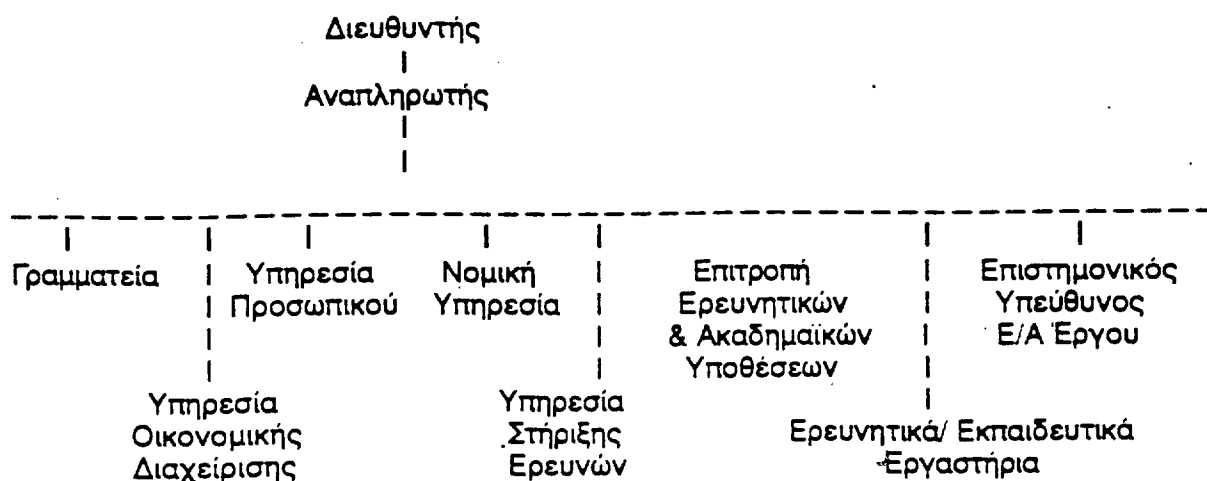 Διευθυντής
Αναπληρωτής
Γραμματεία
Υπηρεσία
Προσωπικού
Νομική
Υπηρεσία
Επιτροπή
Ερευνητικών
& Ακαδημαϊκών
Υποθέσεων
Επιστημονικός
Υπεύθυνος
Ε/Α Έργου
Υπηρεσία
Οικονομικής
Διαχείρισης
Υπηρεσία
Στήριξης
Ερευνών
Ερευνητικά/ Εκπαιδευτικά
Εργαστήρια